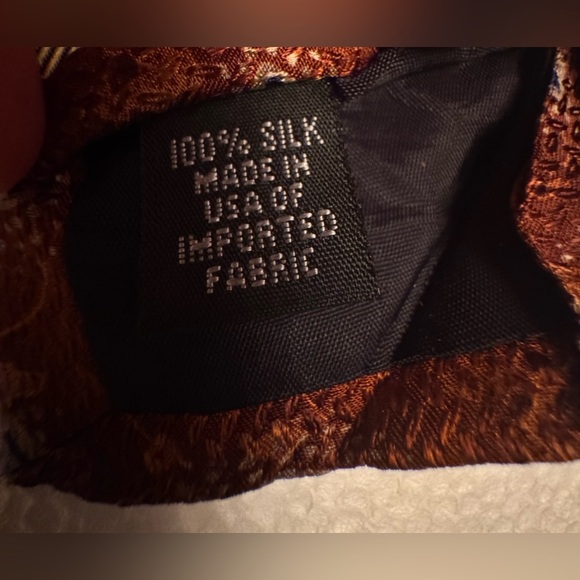 100% SILK
MADE IN
USA OF
IMPORTED
FABRIC